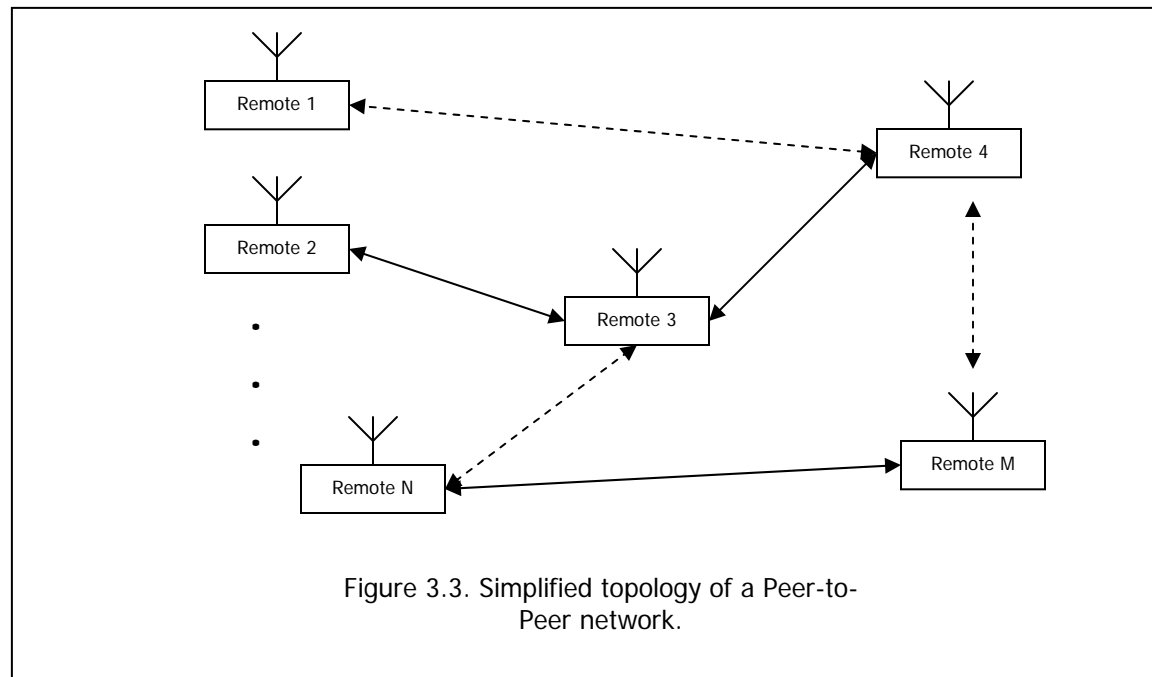 Remote 1
Remote 4
Remote 2
Remote 3
Remote N
Remote M
Figure 3.3. Simplified topology of a Peer-to-
Peer network.